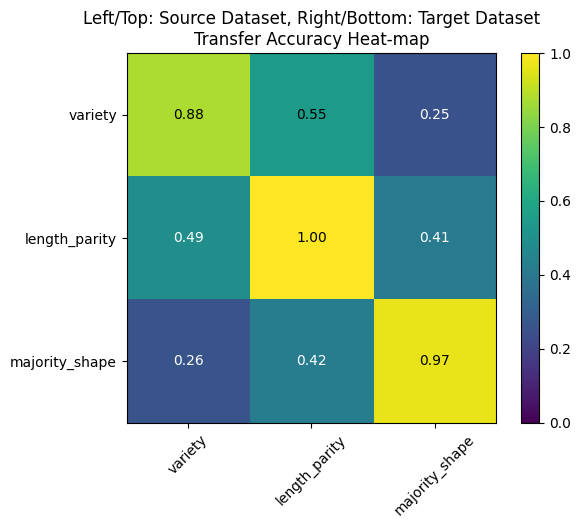 Left/Top: Source Dataset, Right/Bottom: Target Dataset
Transfer Accuracy Heat-map
variety
0.88
0.55
0.25
length_parity
0.49
1.00
0.41
majority_shape
0.26
0.42
0.97
variety
length_parity
majority_shape
1.0
0.8
0.6
0.4
0.2
0.0